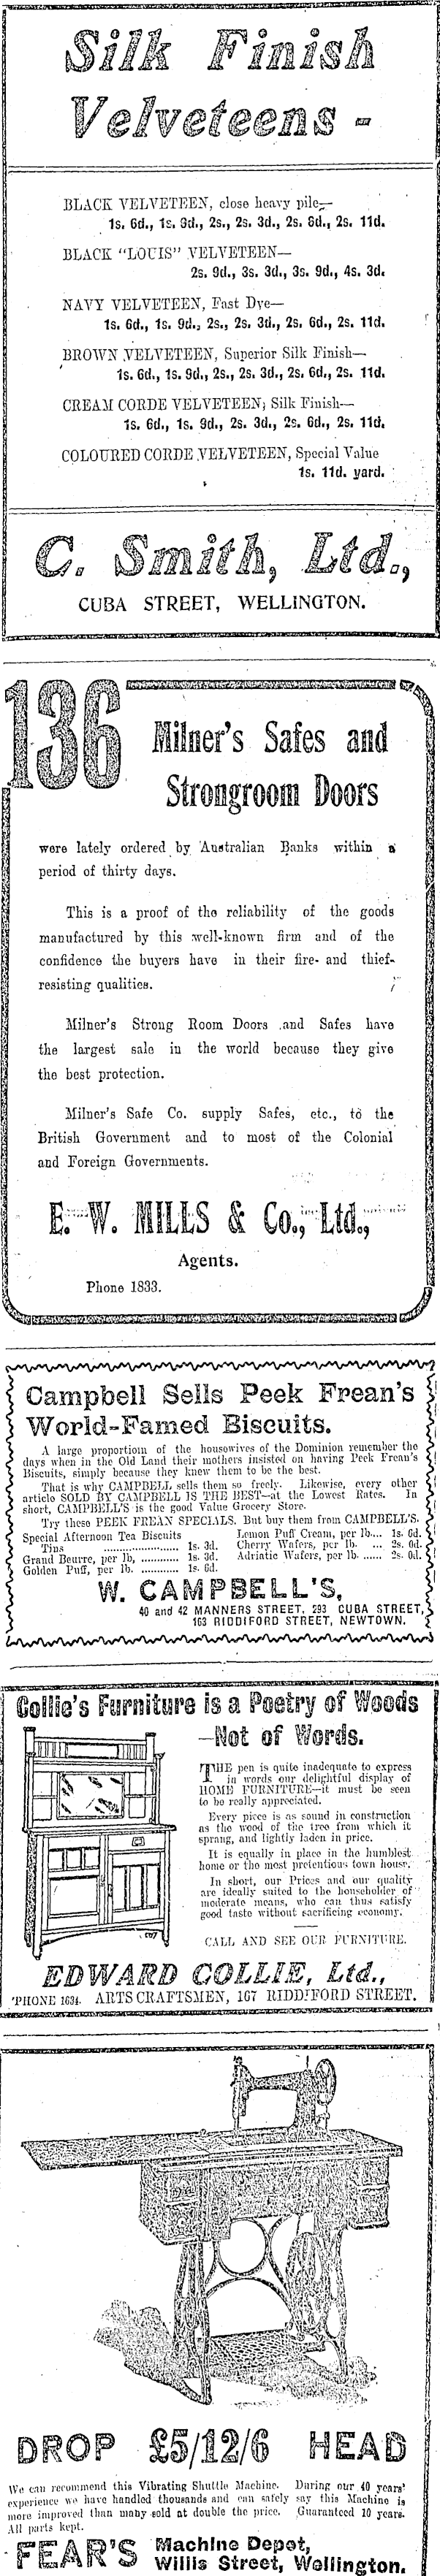 Silk Finish
Velveteens -
BLACK VELVETEEN, close heavy pile—
1s. 6d., 1s. 9d., 2s., 2s. 3d., 2s. 6d., 2s. 11d.
BLACK "LOUIS" VELVETEEN—
2s. 9d., 3s. 3d., 3s. 9d., 4s. 3d.
NAVY VELVETEEN, Fast Dye—
1s. 6d., 1s. 9d., 2s., 2s. 3d., 2s. 6d., 2s. 11d.
BROWN VELVETEEN, Superior Silk Finish—
1s. 6d., 1s. 9d., 2s., 2s. 3d., 2s. 6d., 2s. 11d.
CREAM CORDE VELVETEEN; Silk Finish—
1s. 6d., 1s. 9d., 2s. 3d., 2s. 6d., 2s. 11d.
COLOURED CORDE VELVETEEN, Special Value
1s. 11d. yard.
C. Smith, Ltd.,
CUBA STREET, WELLINGTON.
136 Milner's Safes and
Strongroom Doors
were lately ordered by Australian Banks within a
period of thirty days.
This is a proof of the reliability of the goods
manufactured by this well-known firm and of the
confidence the buyers have in their fire- and thief-
resisting qualities.
Milner's Strong Room Doors and Safes have
the largest sale in the world because they give
the best protection.
Milner's Safe Co. supply Safes, etc., to the
British Government and to most of the Colonial
and Foreign Governments.
E. W. MILLS & Co., Ltd.,
Agents.
Phone 1833.
Campbell Sells Peek Frean's
World-Famed Biscuits.
A large proportion of the housewives of the Dominion remember the
days when in the Old Land their mothers insisted on having Peek Frean's
Biscuits, simply because they knew them to be the best.
That is why CAMPBELL sells them so freely. Likewise, every other
article SOLD BY CAMPBELL IS THE BEST—at the Lowest Rates. In
short, CAMPBELL'S is the good Value Grocery Store.
Try these PEEK FREAN SPECIALS. But buy them from CAMPBELL'S.
Special Afternoon Tea Biscuits
Tins ..................... 1s. 3d.
Grand Beurre, per lb, ............ 1s. 3d.
Golden Puff, per lb. ............ 1s. 6d.
Lemon Puff Cream, per lb.... 1s. 6d.
Cherry Wafers, per lb. ... 2s. 0d.
Adriatic Wafers, per lb. ...... 2s. 0d.
W. CAMPBELL'S,
40 and 42 MANNERS STREET, 293 CUBA STREET,
163 RIDDIFORD STREET, NEWTOWN.
Collie's Furniture is a Poetry of Woods
—Not of Words.
THE pen is quite inadequate to express
in words our delightful display of
HOME FURNITURE—it must be seen
to be really appreciated.
Every piece is as sound in construction
as the wood of the tree from which it
sprang, and lightly laden in price.
It is equally in place in the humblest
home or the most pretentious town house.
In short, our Prices and our quality
are ideally suited to the householder of
moderate means, who can thus satisfy
good taste without sacrificing economy.
CALL AND SEE OUR FURNITURE.
EDWARD COLLIE, Ltd.,
'PHONE 1634. ARTS CRAFTSMEN, 167 RIDDIFORD STREET.
DROP £5/12/6 HEAD
We can recommend this Vibrating Shuttle Machine. During our 40 years'
experience we have handled thousands and can safely say this Machine is
more improved than many sold at double the price. Guaranteed 10 years.
All parts kept.
FEAR'S Machine Depot,
Willis Street, Wellington.